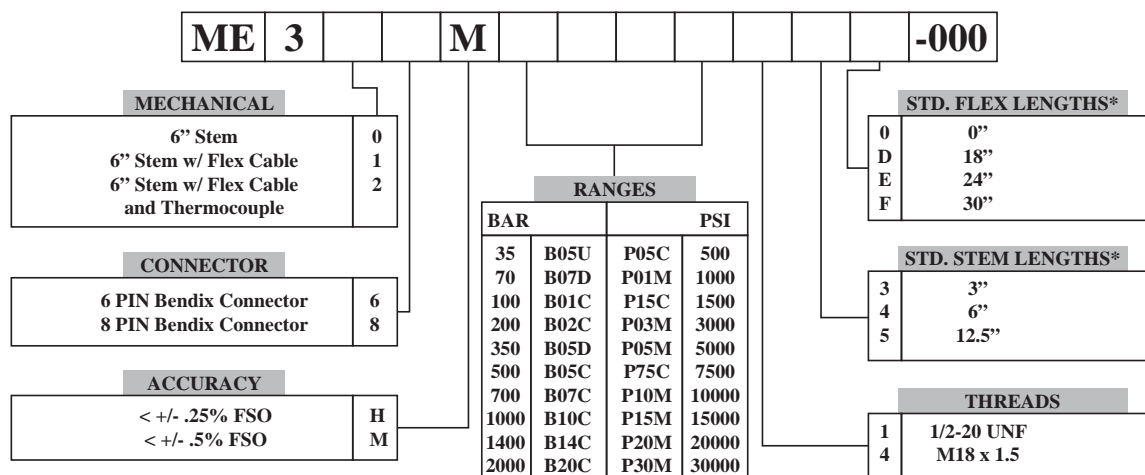 ME 3 M -000
MECHANICAL
6” Stem 0
6” Stem w/ Flex Cable 1
6” Stem w/ Flex Cable 2
and Thermocouple
CONNECTOR
6 PIN Bendix Connector 6
8 PIN Bendix Connector 8
ACCURACY
< +/- .25% FSO H
< +/- .5% FSO M
RANGES
BAR PSI
35 B05U P05C 500
70 B07D P01M 1000
100 B01C P15C 1500
200 B02C P03M 3000
350 B05D P05M 5000
500 B05C P75C 7500
700 B07C P10M 10000
1000 B10C P15M 15000
1400 B14C P20M 20000
2000 B20C P30M 30000
STD. FLEX LENGTHS*
0 0”
D 18”
E 24”
F 30”
STD. STEM LENGTHS*
3 3”
4 6”
5 12.5”
THREADS
1 1/2-20 UNF
4 M18 x 1.5